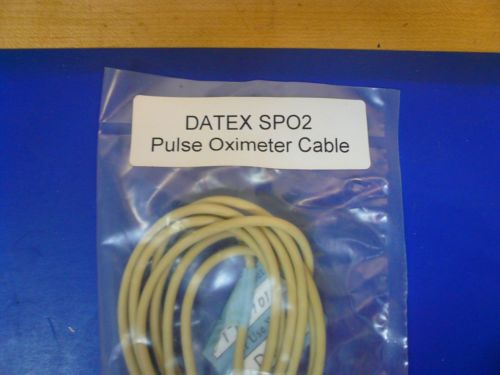 DATEX SPO2
Pulse Oximeter Cable